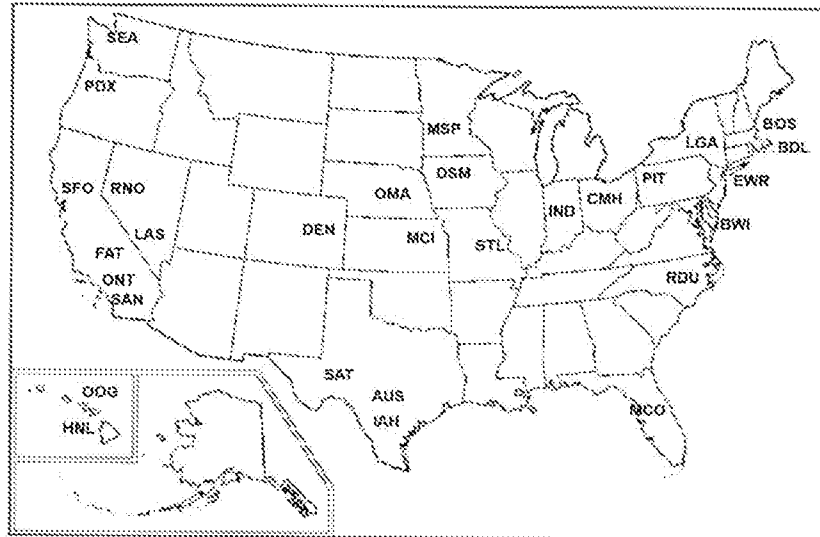 SEA
PDX
MSP
BOS
LGA
BDL
DSM
PIT
EWR
SFO RNO
OMA
IND
CMH
LAS
DEN
MCI
STL
BWI
FAT
ONT
SAN
RDU
SAT
AUS
IAH
OGG
HNL
MCO